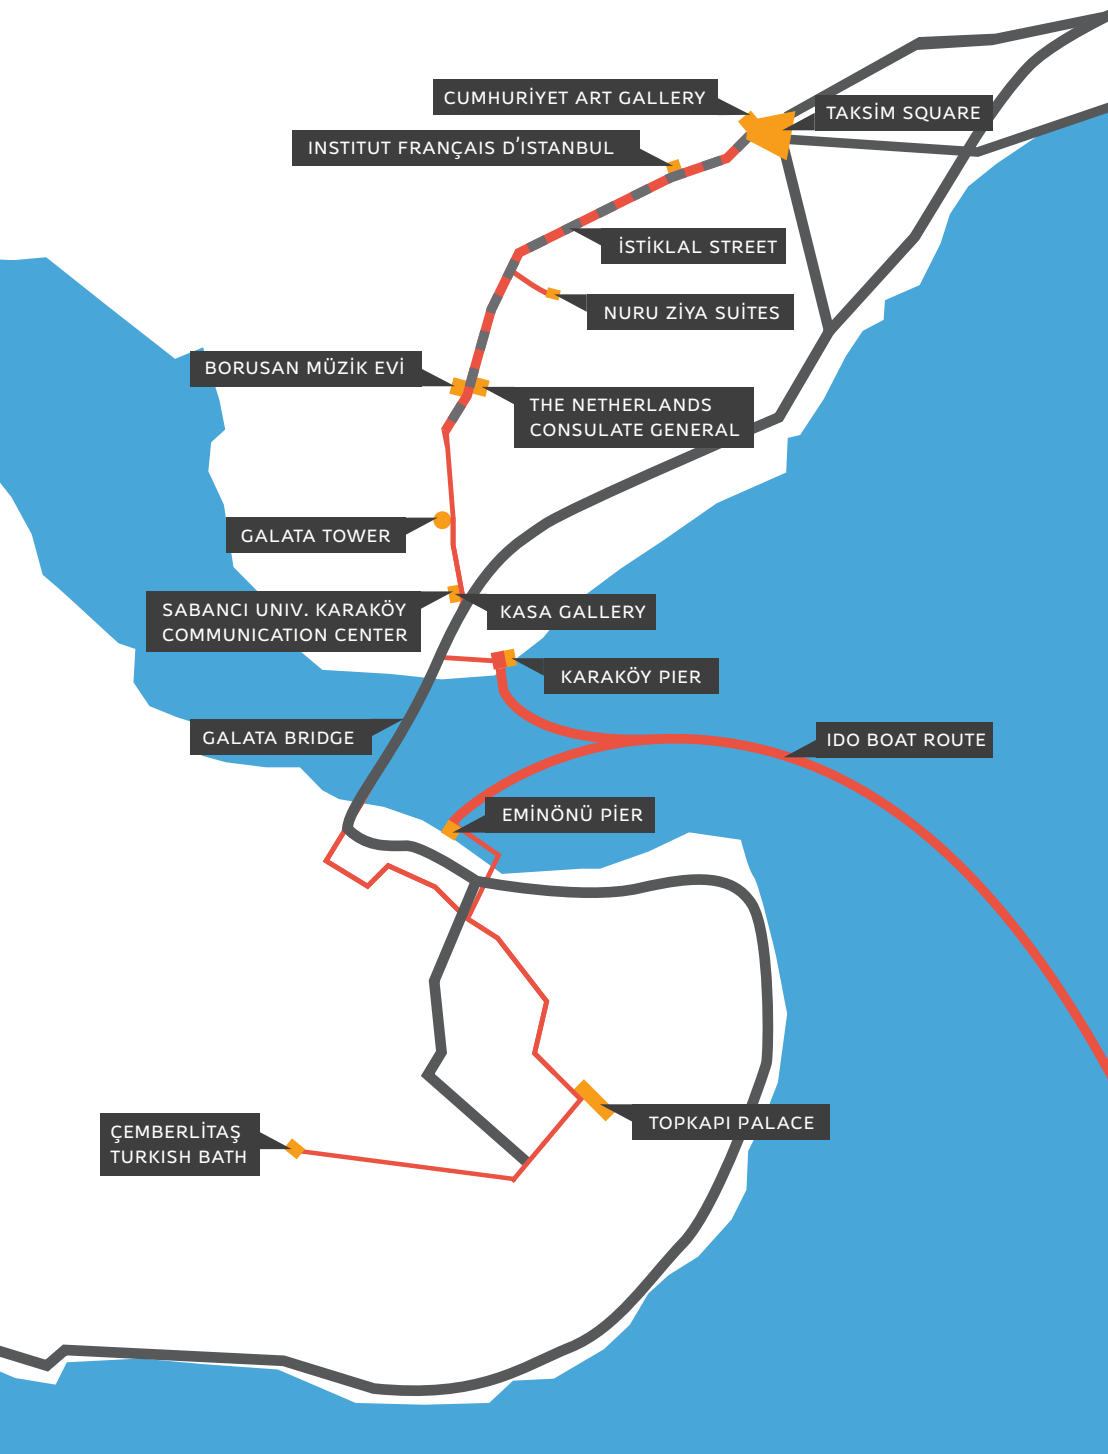 CUMHURİYET ART GALLERY
TAKSİM SQUARE
INSTITUT FRANÇAIS D'ISTANBUL
İSTİKLAL STREET
NURU ZİYA SUİTES
BORUSAN MÜZİK EVİ
THE NETHERLANDS
CONSULATE GENERAL
GALATA TOWER
SABANCI UNIV. KARAKÖY
COMMUNICATION CENTER
KASA GALLERY
KARAKÖY PIER
GALATA BRIDGE
IDO BOAT ROUTE
EMİNÖNÜ PİER
TOPKAPI PALACE
ÇEMBERLİTAŞ
TURKISH BATH